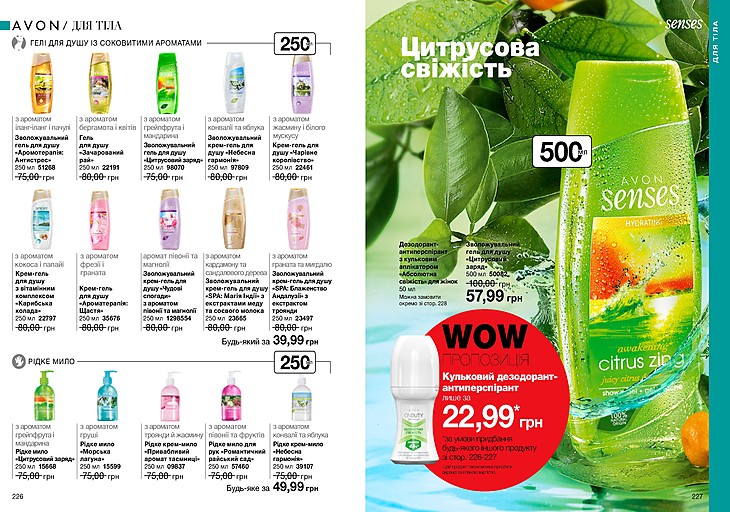 AVON / ДЛЯ ТІЛА
ГЕЛІ ДЛЯ ДУШУ ІЗ СОКОВИТИМИ АРОМАТАМИ
250 мл
з ароматом
іланг-ілангі і пачулі
Зволожувальний
гель для душу
«Ароматерапія:
Антистрес»
250 мл 51268
75,00 грн
з ароматом
бергамота і квітів
Гель
для душу
«Зачарований
рай»
250 мл 22191
80,00 грн
з ароматом
грейпфрута і
мандарина
Зволожувальний
гель для душу
«Цитрусовий заряд»
250 мл 98070
75,00 грн
з ароматом
конвалії та яблука
Зволожувальний
крем-гель для
душу «Небесна
гармонія»
250 мл 97809
80,00 грн
з ароматом
жасмину і білого
мускусу
Крем-гель для
душу «Чарівне
королівство»
250 мл 22461
80,00 грн
з ароматом
кокоса і папайї
Крем-гель
для душу
з вітамінним
комплексом
«Карибська
колада»
250 мл 22797
80,00 грн
з ароматом
фрезії і
граната
Крем-гель
для душу
«Ароматерапія:
Щастя»
250 мл 35676
80,00 грн
аромат півонії та
магнолії
Зволожувальний
крем-гель для
душу «Чудові
спогади»
з ароматом
півонії та магнолії
250 мл 1298554
80,00 грн
з ароматом
кардамону та
сандалового дерева
Зволожувальний
крем-гель для душу
«SPA: Магія Індії» з
екстрактами меду
та соєвого молока
250 мл 23665
80,00 грн
з ароматом
граната та мигдалю
Зволожувальний
крем-гель для душу
«SPA: Блаженство
Андалузії» з
екстрактом
троянди
250 мл 23497
80,00 грн
Будь-який за 39,99 грн
РІДКЕ МИЛО
250 мл
з ароматом
грейпфрута і
мандарина
Рідке мило
«Цитрусовий заряд»
250 мл 15668
75,00 грн
з ароматом
груші
Рідке мило
«Морська
лагуна»
250 мл 15599
75,00 грн
з ароматом
троянди й жасмину
Рідке крем-мило
«Привабливий
аромат таємниці»
250 мл 09837
75,00 грн
з ароматом
півонії та фруктів
Рідке мило для
рук «Романтичний
райський сад»
250 мл 57460
75,00 грн
з ароматом
конвалії та яблука
Рідке крем-мило
«Небесна
гармонія»
250 мл 39107
75,00 грн
Будь-яке за 49,99 грн
226
senses
ДЛЯ ТІЛА
Цитрусова
свіжість
500 мл
AVON
senses
HYDRATING
awakening
citrus zing
100% NATURAL ORIGIN
Дезодорант-
антиперспірант
з кульковим
аплікатором
«Абсолютна
свіжість» для жінок
50 мл
Можна замовити
окремо зі стор. 228
Зволожувальний
гель для душу
«Цитрусовий
заряд»
500 мл 50082
100,00 грн
57,99 грн
WOW
ПРОПОЗИЦІЯ
Кульковий дезодорант-
антиперспірант
лише за
22,99* грн
*за умови придбання
будь-якого іншого продукту
зі стор. 226-227
ON DUTY
227